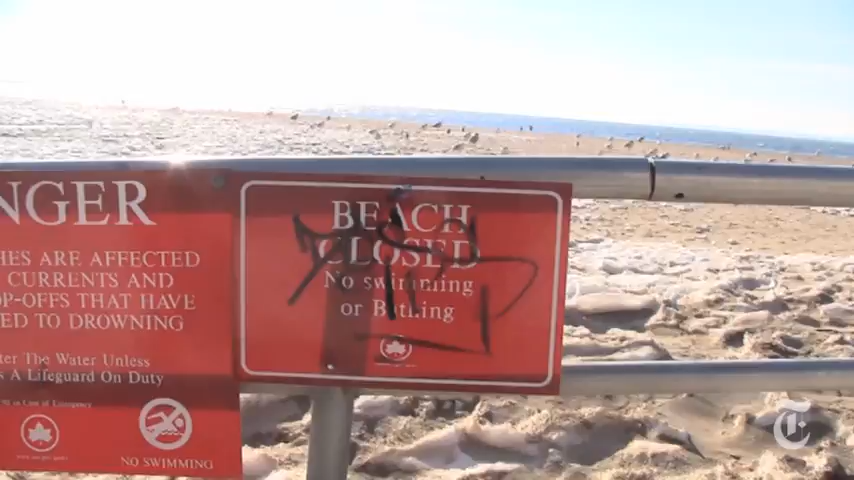 NGER
HES ARE AFFECTED
CURRENTS AND
OP-OFFS THAT HAVE
ED TO DROWNING
ter The Water Unless
s A Lifeguard On Duty
NO SWIMMING
BEACH
CLOSED
No swimming
or Bathing
T